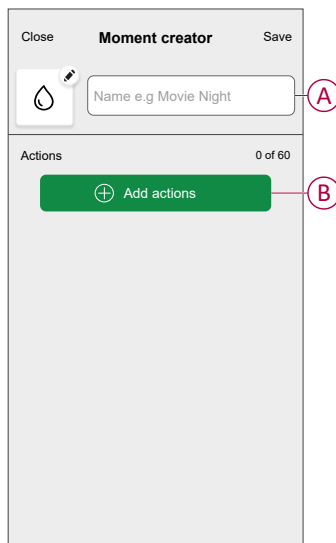 Close Moment creator Save
Name e.g Movie Night A
Actions 0 of 60
Add actions B